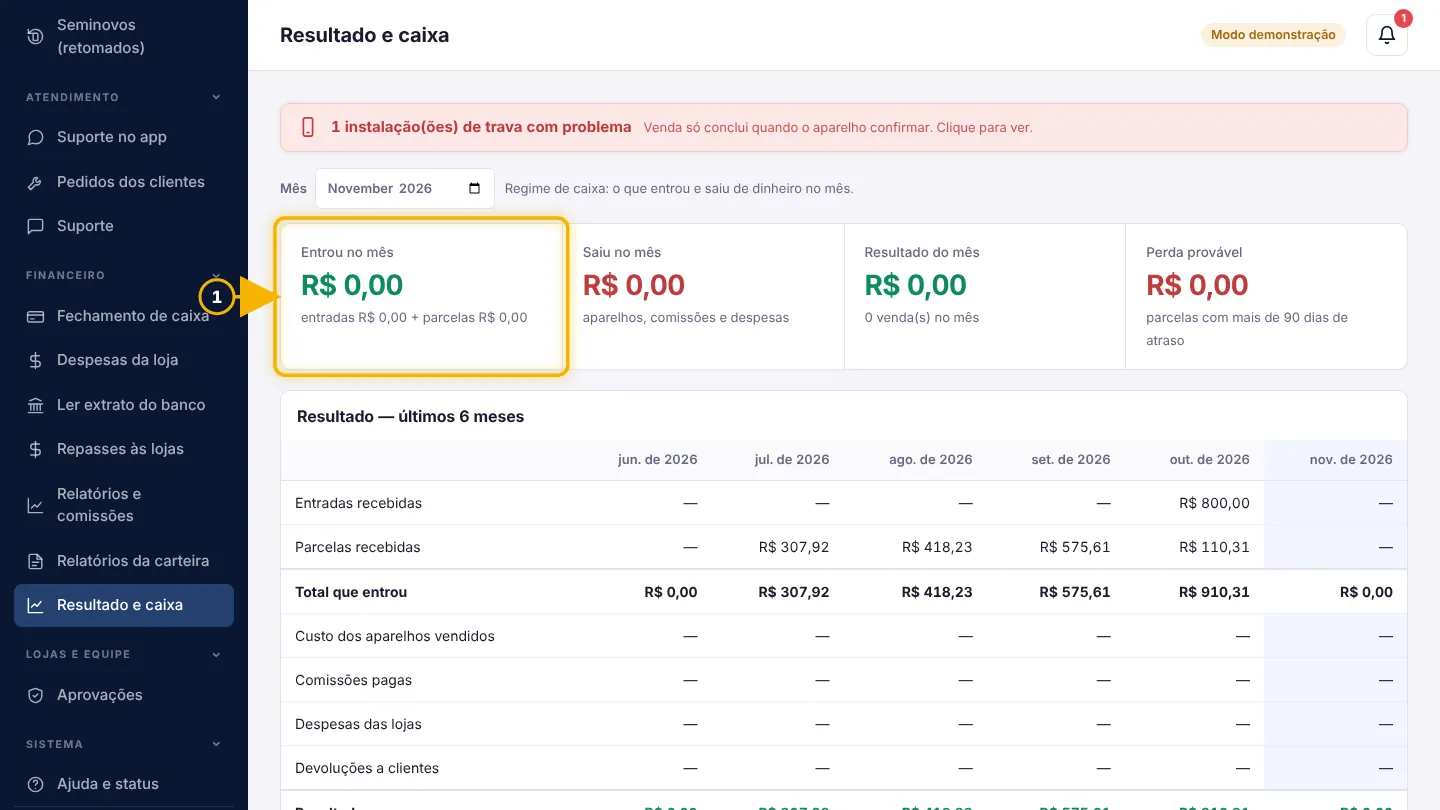 Seminovos
(retomados)
ATENDIMENTO
Suporte no app
Pedidos dos clientes
Suporte
FINANCEIRO
Fechamento de caixa
Despesas da loja
Ler extrato do banco
Repasses às lojas
Relatórios e
comissões
Relatórios da carteira
Resultado e caixa
LOJAS E EQUIPE
Aprovações
SISTEMA
Ajuda e status
Resultado e caixa
Modo demonstração
1
1 instalação(ões) de trava com problema Venda só conclui quando o aparelho confirmar. Clique para ver.
Mês November 2026 Regime de caixa: o que entrou e saiu de dinheiro no mês.
1
Entrou no mês
R$ 0,00
entradas R$ 0,00 + parcelas R$ 0,00
Saiu no mês
R$ 0,00
aparelhos, comissões e despesas
Resultado do mês
R$ 0,00
0 venda(s) no mês
Perda provável
R$ 0,00
parcelas com mais de 90 dias de
atraso
Resultado — últimos 6 meses
jun. de 2026 jul. de 2026 ago. de 2026 set. de 2026 out. de 2026 nov. de 2026
Entradas recebidas — — — — R$ 800,00 —
Parcelas recebidas — R$ 307,92 R$ 418,23 R$ 575,61 R$ 110,31 —
Total que entrou R$ 0,00 R$ 307,92 R$ 418,23 R$ 575,61 R$ 910,31 R$ 0,00
Custo dos aparelhos vendidos — — — — — —
Comissões pagas — — — — — —
Despesas das lojas — — — — — —
Devoluções a clientes — — — — — —